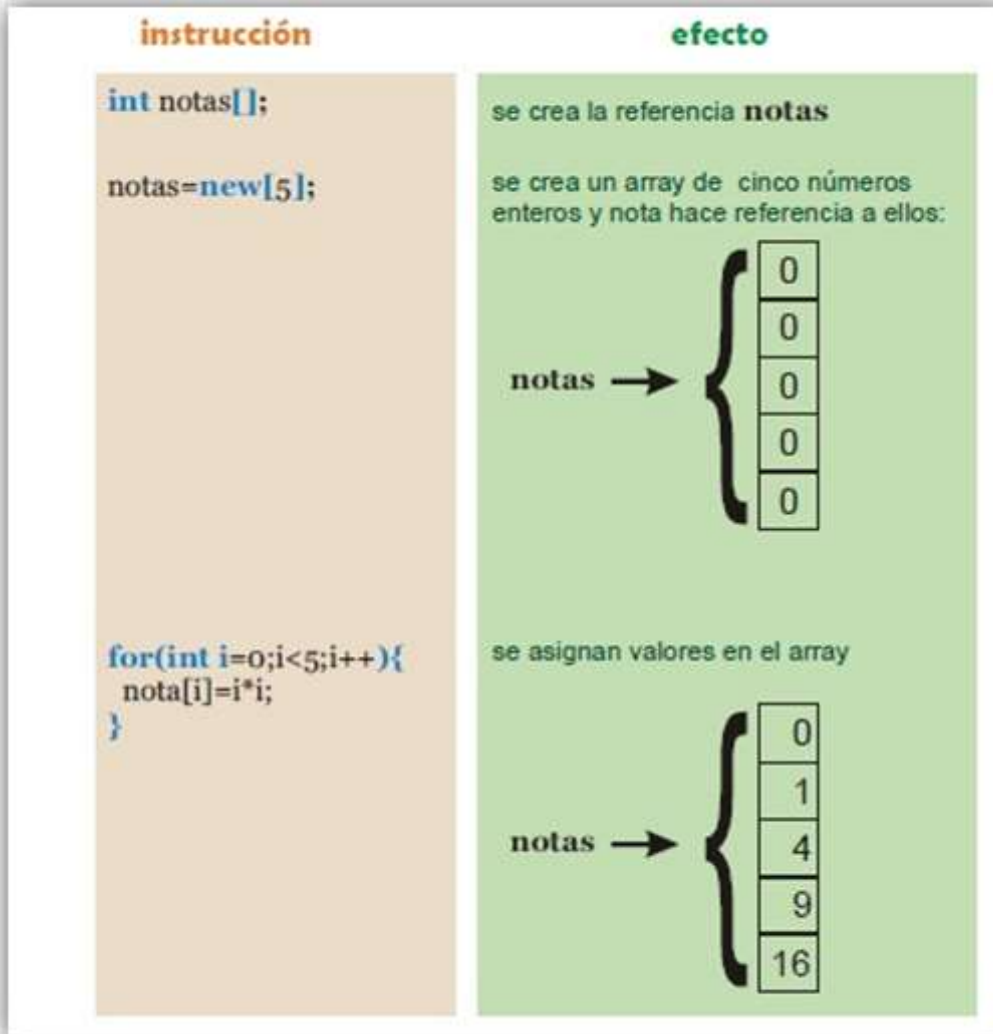 instrucción
efecto
int notas[];
se crea la referencia notas
notas=new[5];
se crea un array de cinco números
enteros y nota hace referencia a ellos:
notas
0
0
0
0
0
for(int i=0;i<5;i++){
nota[i]=i*i;
}
se asignan valores en el array
notas
0
1
4
9
16